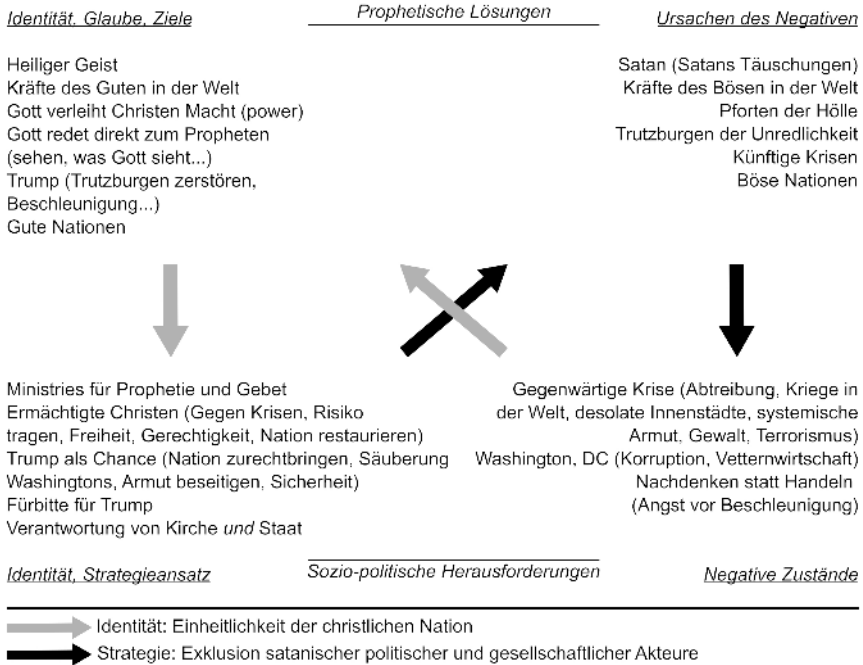 Identität. Glaube, Ziele
Prophetische Lösungen
Ursachen des Negativen
Heiliger Geist
Kräfte des Guten in der Welt
Gott verleiht Christen Macht (power)
Gott redet direkt zum Propheten
(sehen, was Gott sieht...)
Trump (Trutzburgen zerstören,
Beschleunigung...)
Gute Nationen
Satan (Satans Täuschungen)
Kräfte des Bösen in der Welt
Pforten der Hölle
Trutzburgen der Unredlichkeit
Künftige Krisen
Böse Nationen
Ministries für Prophetie und Gebet
Ermächtigte Christen (Gegen Krisen, Risiko
tragen, Freiheit, Gerechtigkeit, Nation restaurieren)
Trump als Chance (Nation zurechtbringen, Säuberung
Washingtons, Armut beseitigen, Sicherheit)
Fürbitte für Trump
Verantwortung von Kirche und Staat
Gegenwärtige Krise (Abtreibung, Kriege in
der Welt, desolate Innenstädte, systemische
Armut, Gewalt, Terrorismus)
Washington, DC (Korruption, Vetternwirtschaft)
Nachdenken statt Handeln
(Angst vor Beschleunigung)
Identität, Strategieansatz
Sozio-politische Herausforderungen
Negative Zustände
Identität: Einheitlichkeit der christlichen Nation
Strategie: Exklusion satanischer politischer und gesellschaftlicher Akteure